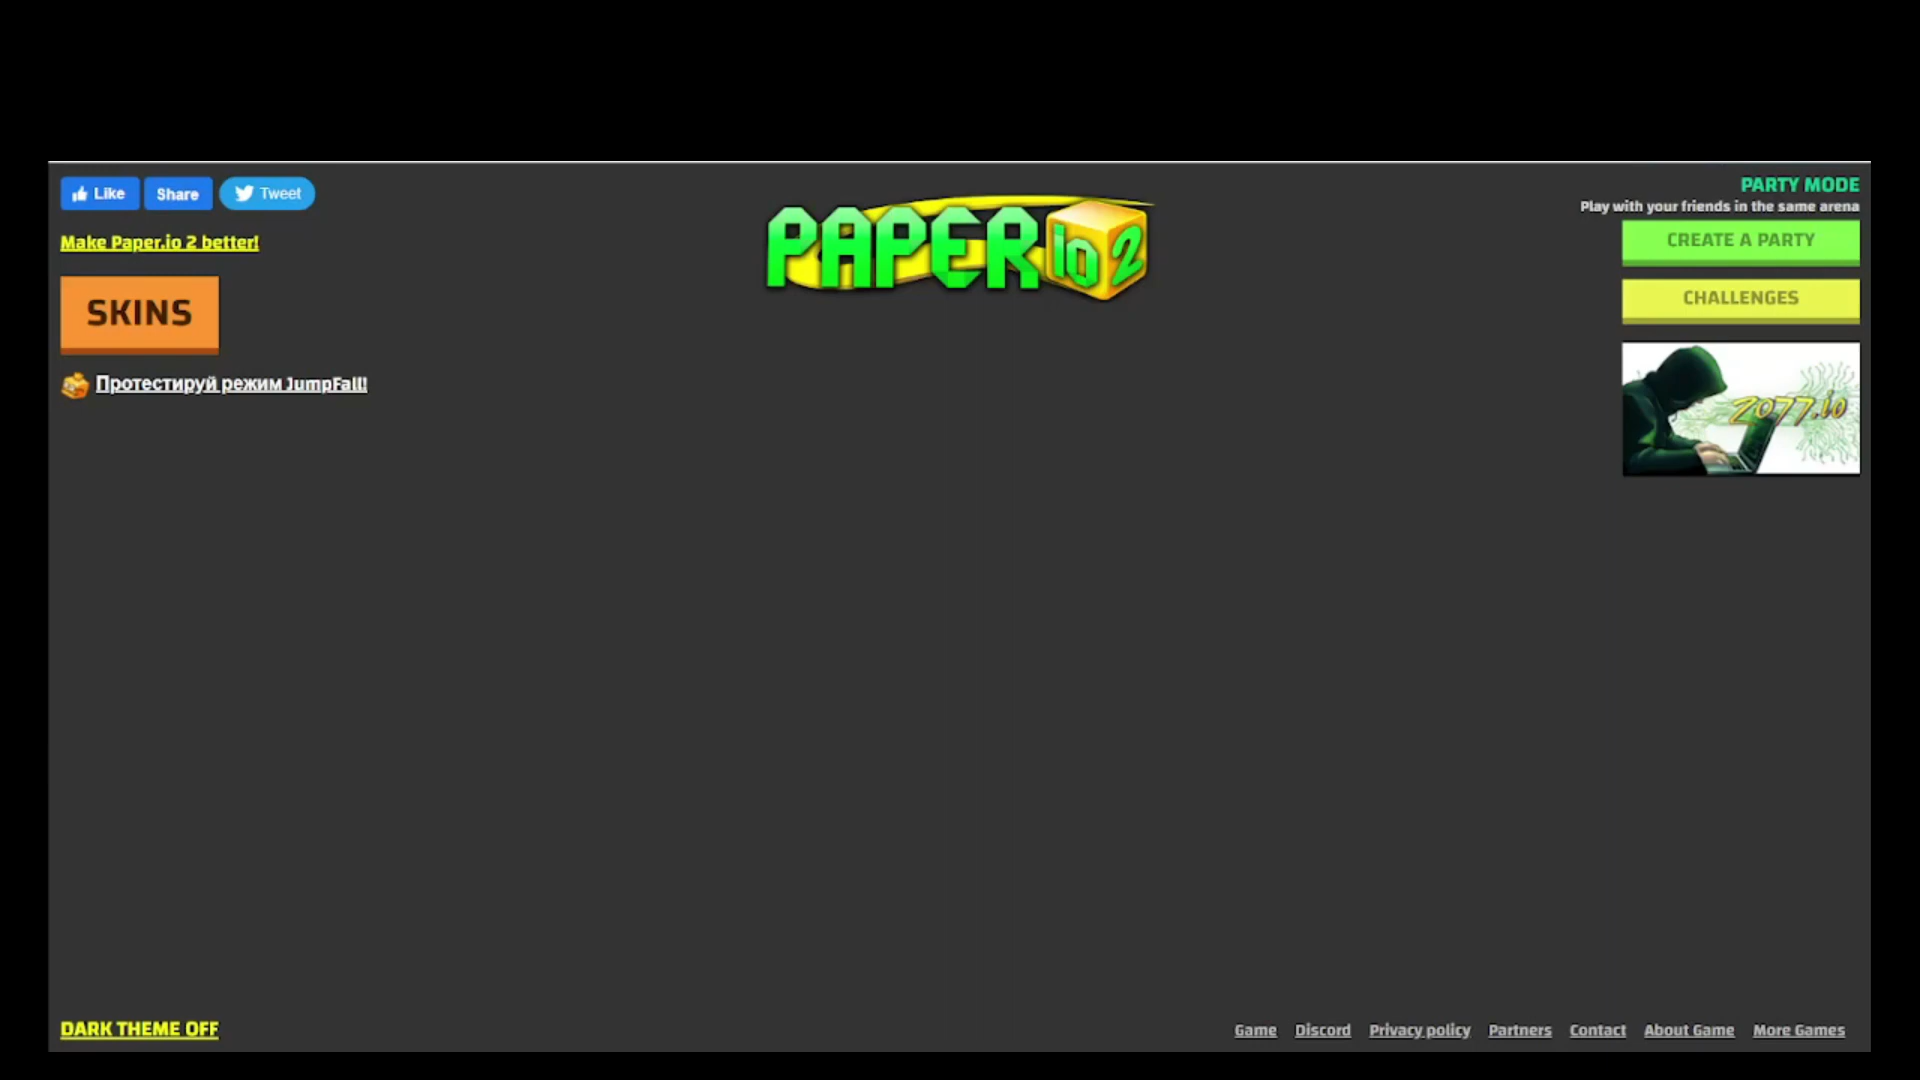 Like
Share
Tweet
Make Paper.io 2 better!
SKINS
Протестируй режим JumpFall!
PAPER io 2
PARTY MODE
Play with your friends in the same arena
CREATE A PARTY
CHALLENGES
2077.io
DARK THEME OFF
Game Discord Privacy policy Partners Contact About Game More Games